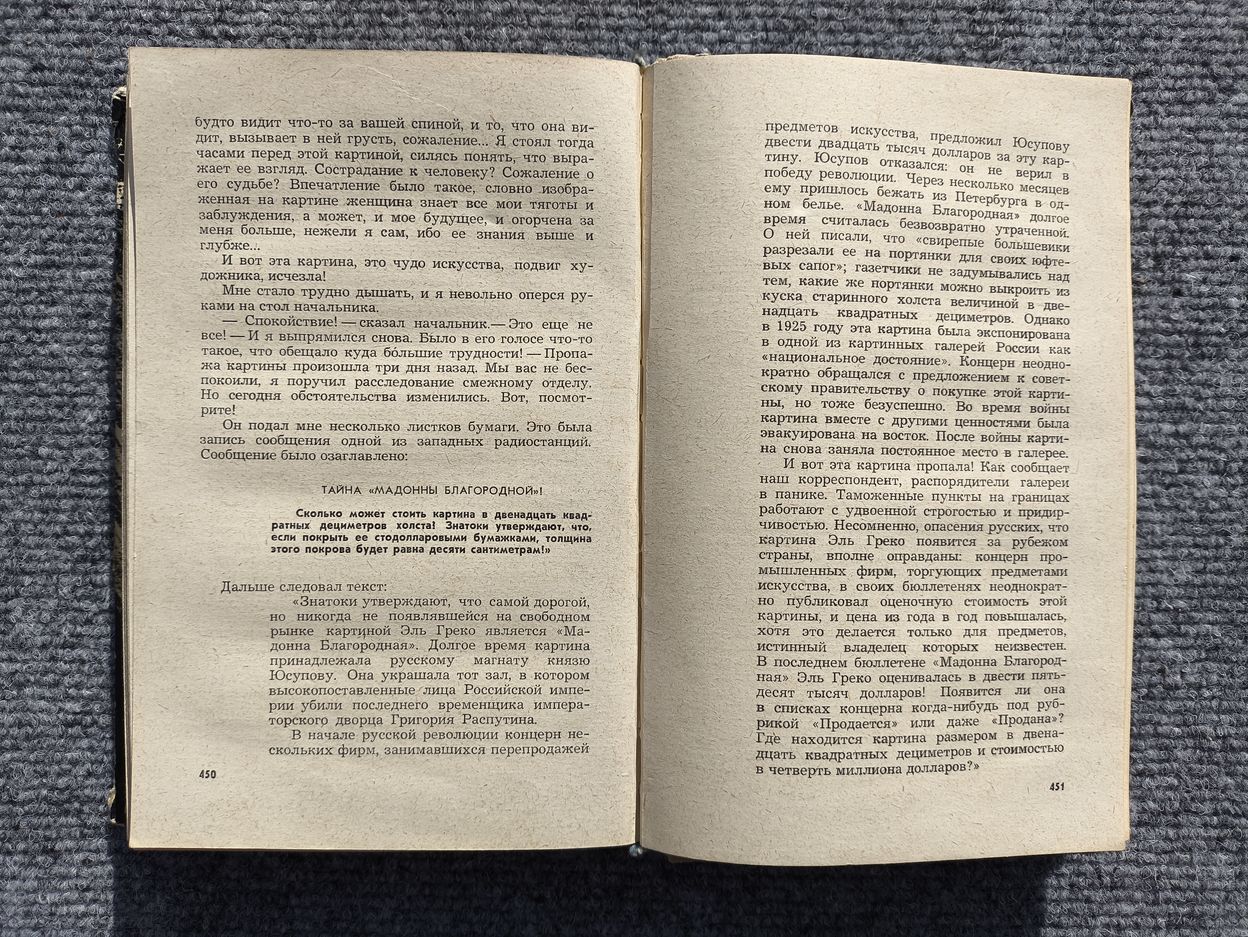 будто видит что-то за вашей спиной, и то, что она ви-
дит, вызывает в ней грусть, сожаление... Я стоял тогда
часами перед этой картиной, силясь понять, что выра-
жает ее взгляд. Сострадание к человеку? Сожаление о
его судьбе? Впечатление было такое, словно изобра-
женная на картине женщина знает все мои тяготы и
заблуждения, а может, и мое будущее, и огорчена за
меня больше, нежели я сам, ибо ее знания выше и
глубже...
И вот эта картина, это чудо искусства, подвиг ху-
дожника, исчезла!
Мне стало трудно дышать, и я невольно оперся ру-
ками на стол начальника.
— Спокойствие! — сказал начальник.— Это еще не
все! — И я выпрямился снова. Было в его голосе что-то
такое, что обещало куда бо́льшие трудности! — Пропа-
жа картины произошла три дня назад. Мы вас не бес-
покоили, я поручил расследование смежному отделу.
Но сегодня обстоятельства изменились. Вот, посмот-
рите!
Он подал мне несколько листков бумаги. Это была
запись сообщения одной из западных радиостанций.
Сообщение было озаглавлено:
ТАЙНА «МАДОННЫ БЛАГОРОДНОЙ»!
Сколько может стоить картина в двенадцать квад-
ратных дециметров холста! Знатоки утверждают, что,
если покрыть ее стодолларовыми бумажками, толщина
этого покрова будет равна десяти сантиметрам!»
Дальше следовал текст:
«Знатоки утверждают, что самой дорогой,
но никогда не появлявшейся на свободном
рынке картиной Эль Греко является «Ма-
донна Благородная». Долгое время картина
принадлежала русскому магнату князю
Юсупову. Она украшала тот зал, в котором
высокопоставленные лица Российской импе-
рии убили последнего временщика импера-
торского дворца Григория Распутина.
В начале русской революции концерн не-
скольких фирм, занимавшихся перепродажей
450
предметов искусства, предложил Юсупову
двести двадцать тысяч долларов за эту кар-
тину. Юсупов отказался: он не верил в
победу революции. Через несколько месяцев
ему пришлось бежать из Петербурга в од-
ном белье. «Мадонна Благородная» долгое
время считалась безвозвратно утраченной.
О ней писали, что «свирепые большевики
разрезали ее на портянки для своих юфте-
вых сапог»; газетчики не задумывались над
тем, какие же портянки можно выкроить из
куска старинного холста величиной в две-
надцать квадратных дециметров. Однако
в 1925 году эта картина была экспонирована
в одной из картинных галерей России как
«национальное достояние». Концерн неодно-
кратно обращался с предложением к совет-
скому правительству о покупке этой карти-
ны, но тоже безуспешно. Во время войны
картина вместе с другими ценностями была
эвакуирована на восток. После войны карти-
на снова заняла постоянное место в галерее.
И вот эта картина пропала! Как сообщает
наш корреспондент, распорядители галереи
в панике. Таможенные пункты на границах
работают с удвоенной строгостью и придир-
чивостью. Несомненно, опасения русских, что
картина Эль Греко появится за рубежом
страны, вполне оправданы: концерн про-
мышленных фирм, торгующих предметами
искусства, в своих бюллетенях неоднократ-
но публиковал оценочную стоимость этой
картины, и цена из года в год повышалась,
хотя это делается только для предметов,
истинный владелец которых неизвестен.
В последнем бюллетене «Мадонна Благород-
ная» Эль Греко оценивалась в двести пять-
десят тысяч долларов! Появится ли она
в списках концерна когда-нибудь под руб-
рикой «Продается» или даже «Продана»?
Где находится картина размером в двена-
дцать квадратных дециметров и стоимостью
в четверть миллиона долларов?»
451